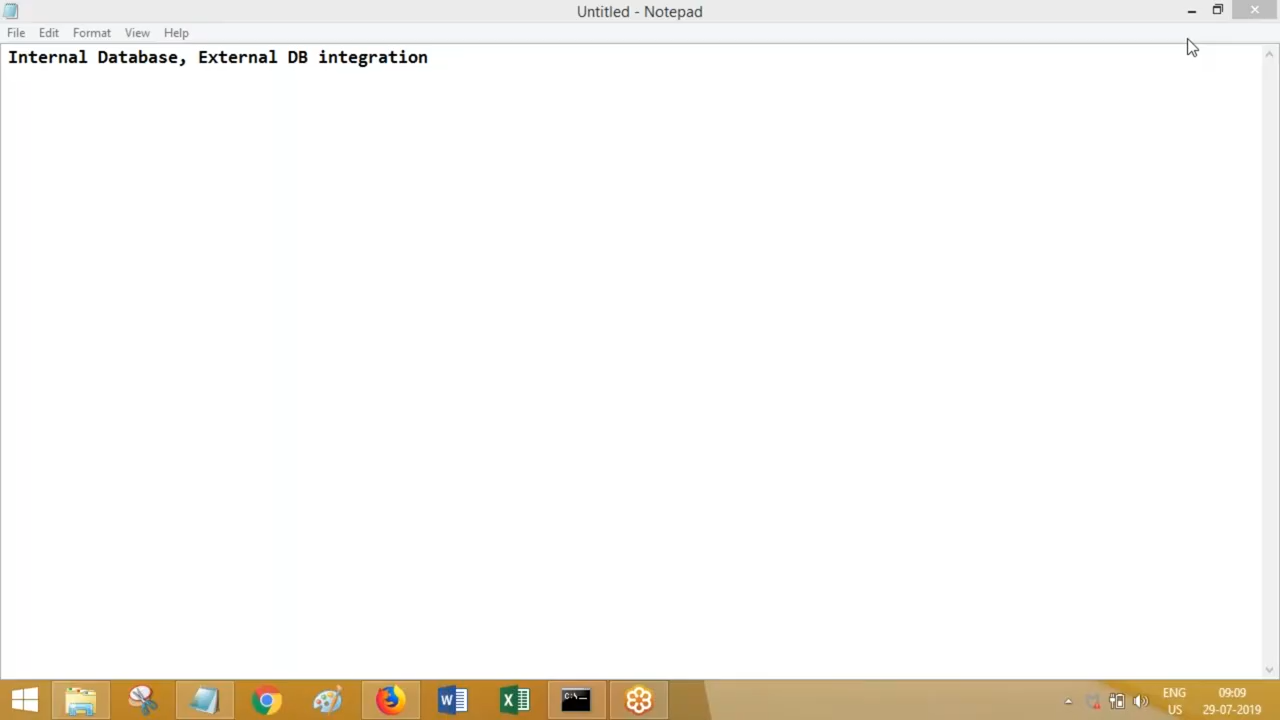 Untitled - Notepad
File Edit Format View Help
Internal Database, External DB integration
ENG 09:09
US 29-07-2019